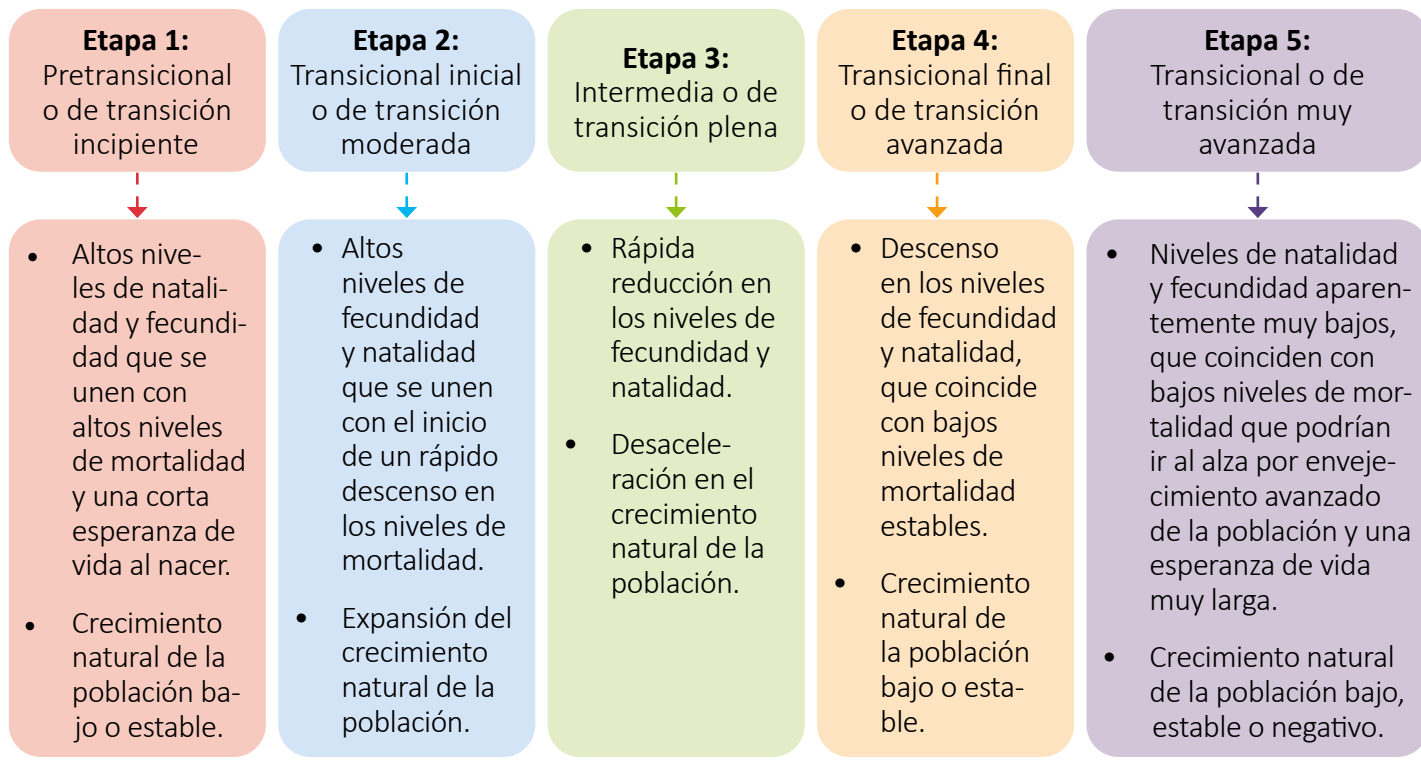 Etapa 1:
Pretransicional
o de transición
incipiente
• Altos nive-
les de natali-
dad y fecundi-
dad que se
unen con
altos niveles
de mortalidad
y una corta
esperanza de
vida al nacer.
• Crecimiento
natural de la
población ba-
jo o estable.
Etapa 2:
Transicional inicial
o de transición
moderada
• Altos
niveles de
fecundidad
y natalidad
que se unen
con el inicio
de un rápido
descenso en
los niveles de
mortalidad.
• Expansión del
crecimiento
natural de la
población.
Etapa 3:
Intermedia o de
transición plena
• Rápida
reducción en
los niveles de
fecundidad y
natalidad.
• Desacele-
ración en el
crecimiento
natural de la
población.
Etapa 4:
Transicional final
o de transición
avanzada
• Descenso
en los niveles
de fecundidad
y natalidad,
que coincide
con bajos
niveles de
mortalidad
estables.
• Crecimiento
natural de
la población
bajo o esta-
ble.
Etapa 5:
Transicional o de
transición muy
avanzada
• Niveles de natalidad
y fecundidad aparen-
temente muy bajos,
que coinciden con
bajos niveles de mor-
talidad que podrían
ir al alza por enveje-
cimiento avanzado
de la población y una
esperanza de vida
muy larga.
• Crecimiento natural
de la población bajo,
estable o negativo.